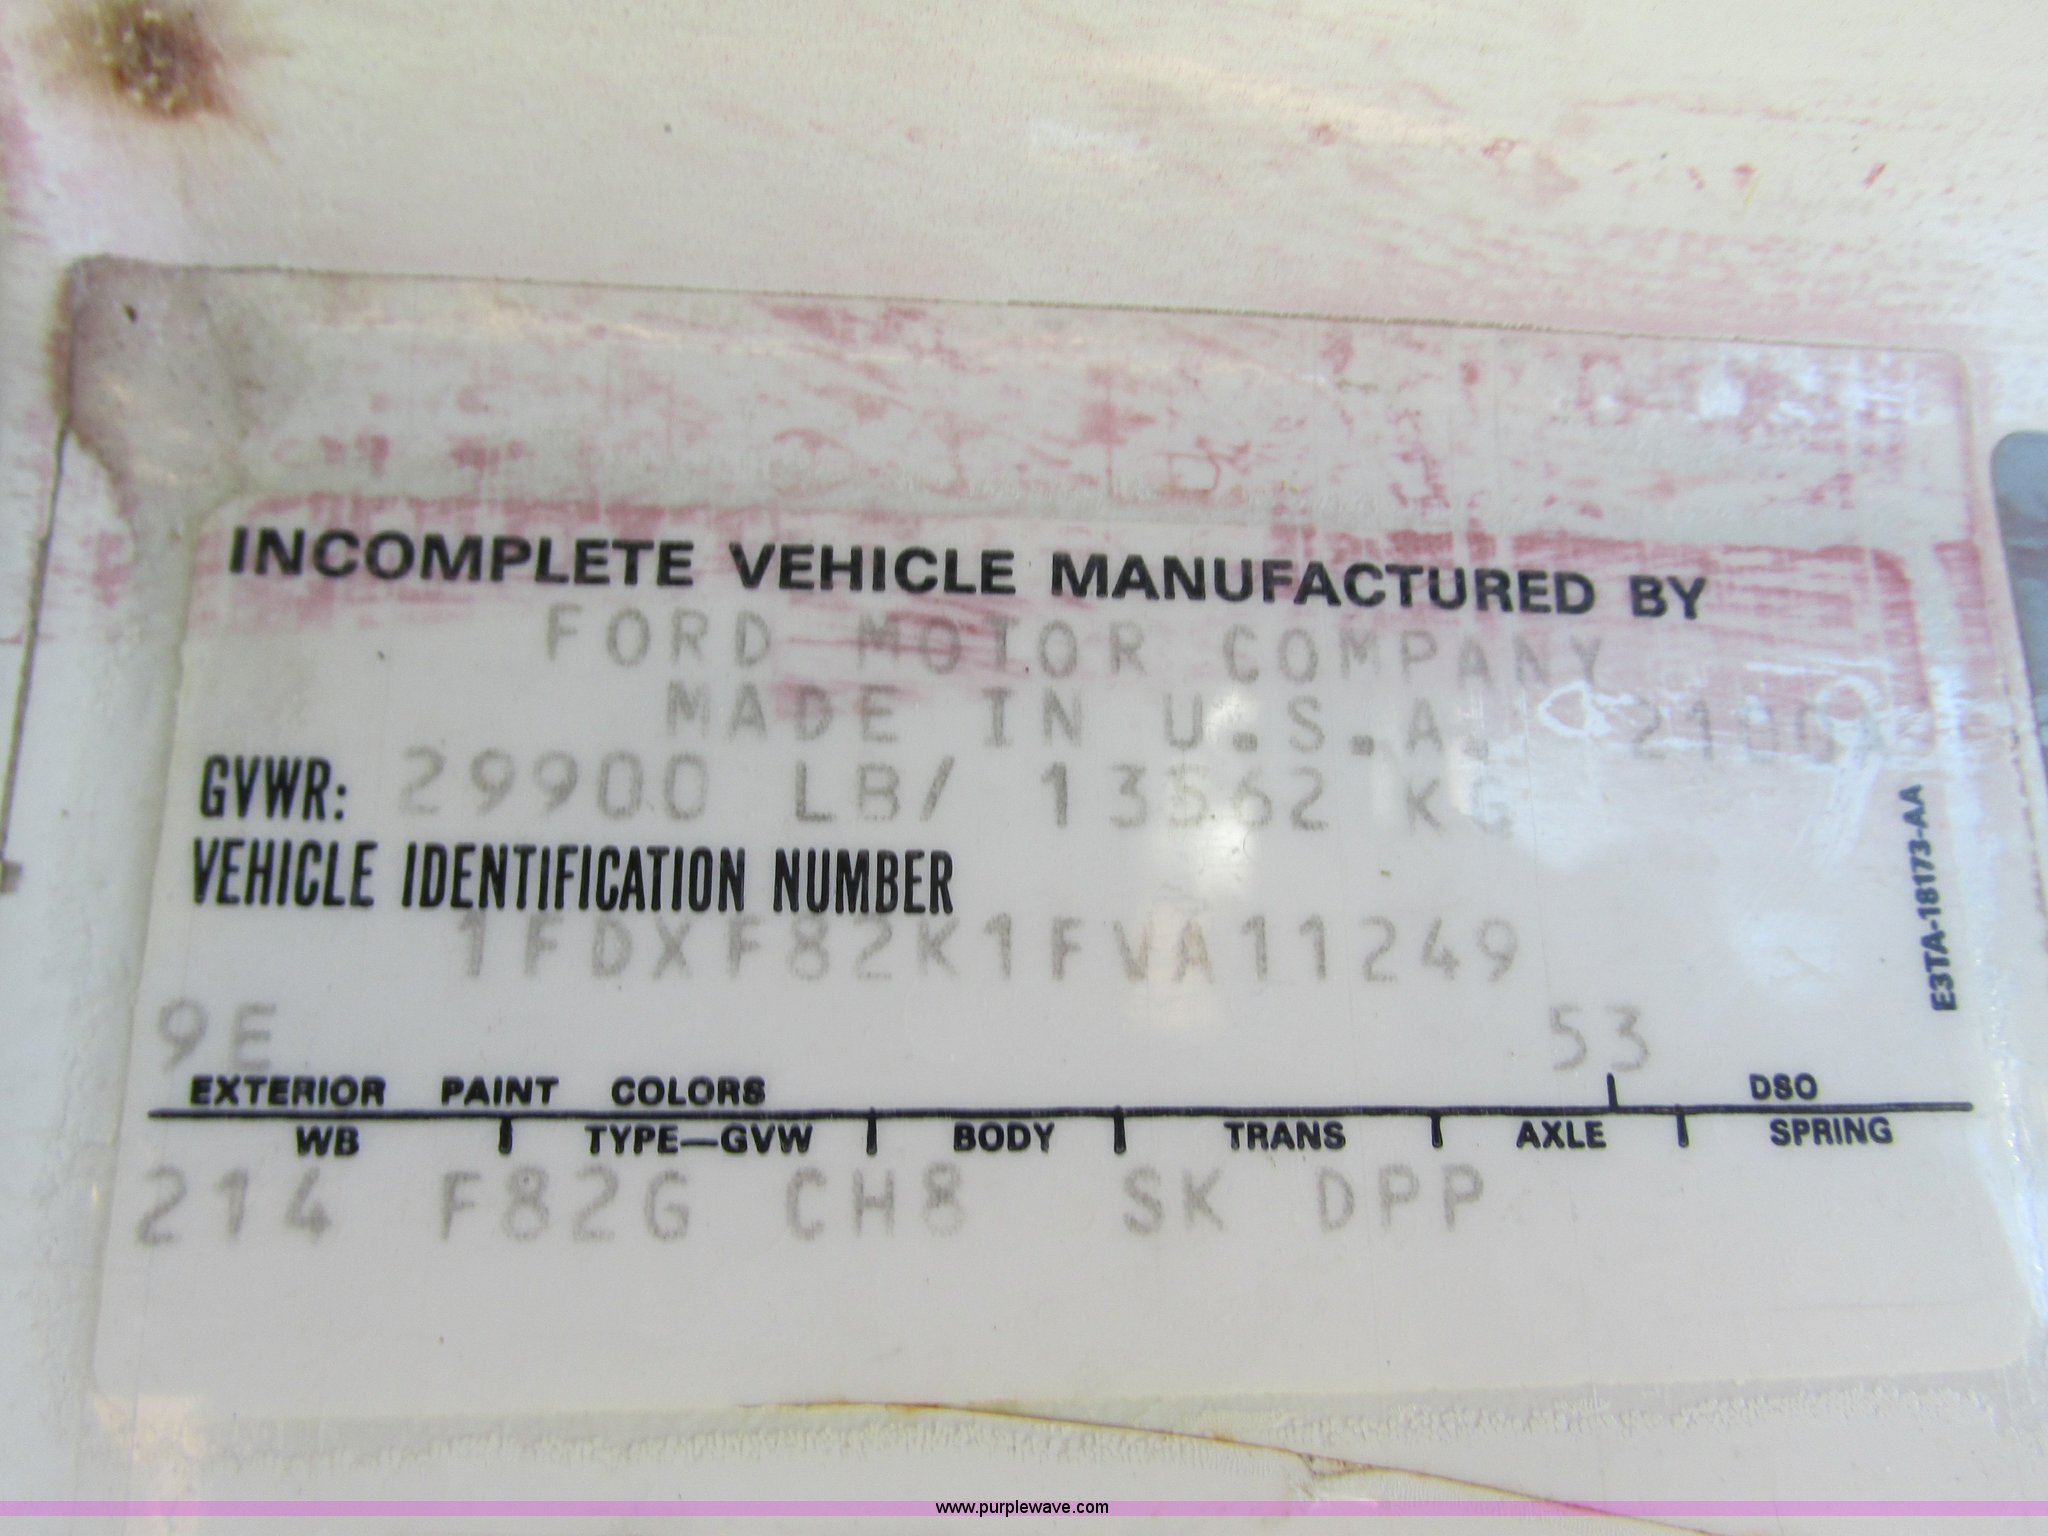 INCOMPLETE VEHICLE MANUFACTURED BY
FORD MOTOR COMPANY
MADE IN U.S.A.
GVWR: 29900 LB/ 13562 KG
VEHICLE IDENTIFICATION NUMBER
1FDXF82K1FVA11249
E3TA-18173-AA
9E 53
EXTERIOR PAINT COLORS DSO
WB TYPE—GVW BODY TRANS AXLE SPRING
214 F82G CH8 SK DPP
www.purplewave.com